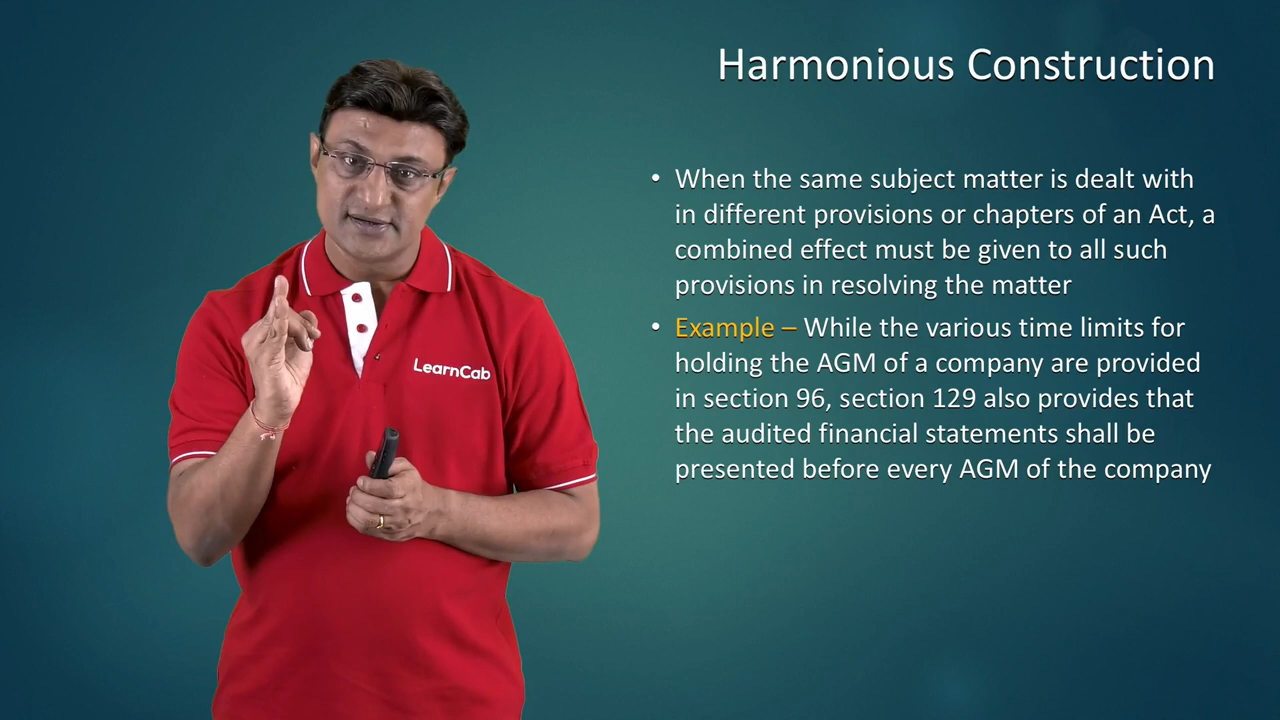 Harmonious Construction
• When the same subject matter is dealt with
in different provisions or chapters of an Act, a
combined effect must be given to all such
provisions in resolving the matter
• Example – While the various time limits for
holding the AGM of a company are provided
in section 96, section 129 also provides that
the audited financial statements shall be
presented before every AGM of the company
LearnCab